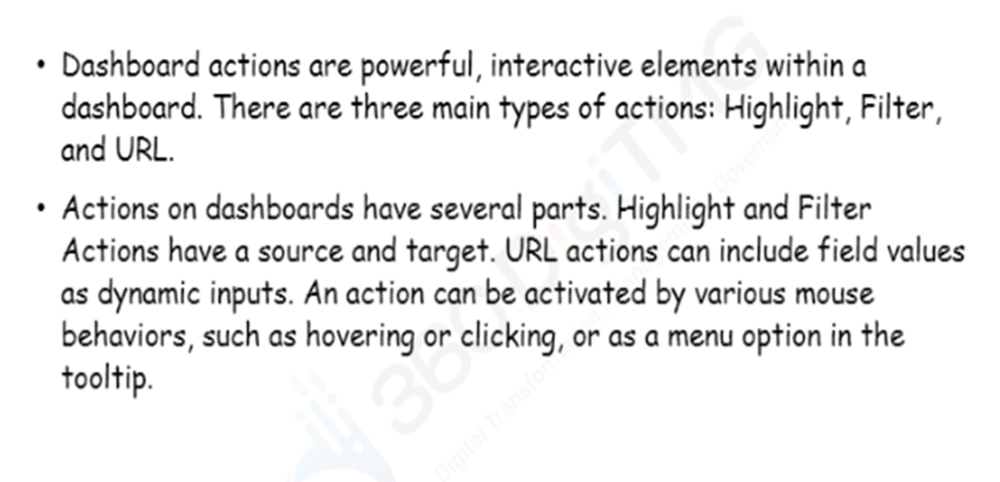 • Dashboard actions are powerful, interactive elements within a
dashboard. There are three main types of actions: Highlight, Filter,
and URL.
• Actions on dashboards have several parts. Highlight and Filter
Actions have a source and target. URL actions can include field values
as dynamic inputs. An action can be activated by various mouse
behaviors, such as hovering or clicking, or as a menu option in the
tooltip.
360DigiTMG
Digital Transformation